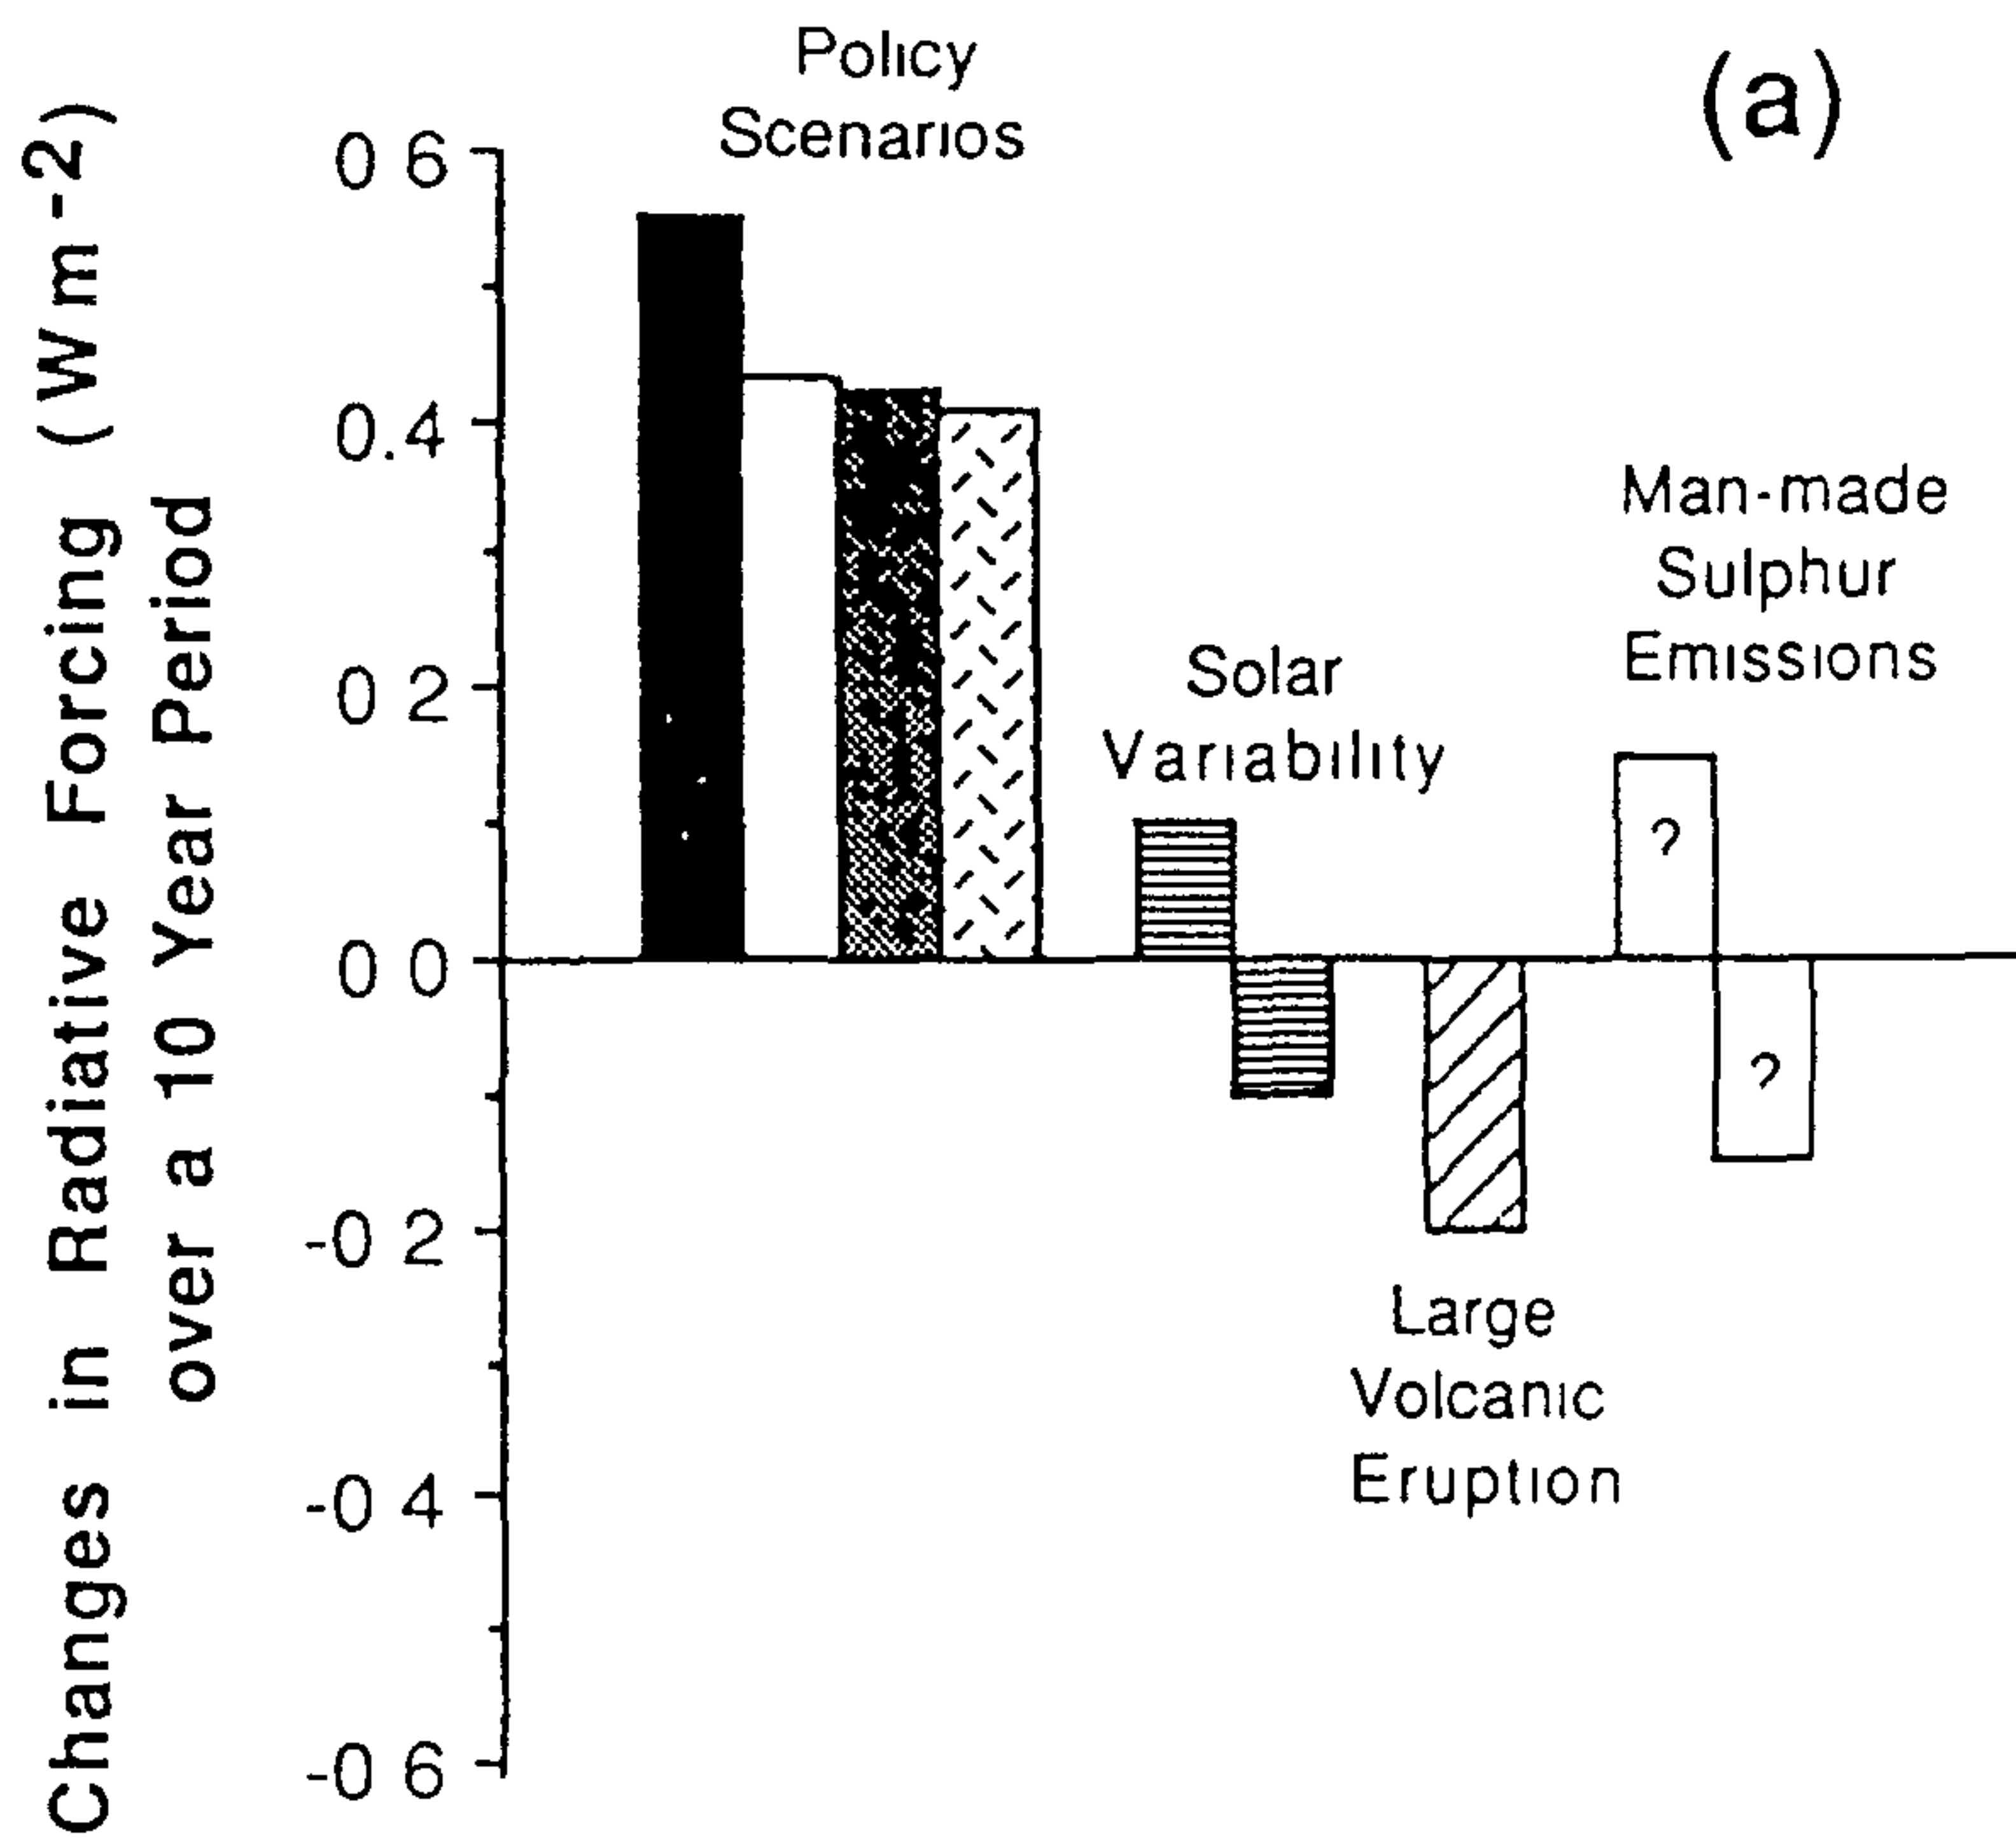 Policy
Scenarios
(a)
Changes in Radiative Forcing (Wm-2)
over a 10 Year Period
0 6
0.4
0 2
0 0
-0 2
-0 4
-0 6
Solar
Variability
Man-made
Sulphur
Emissions
?
?
Large
Volcanic
Eruption